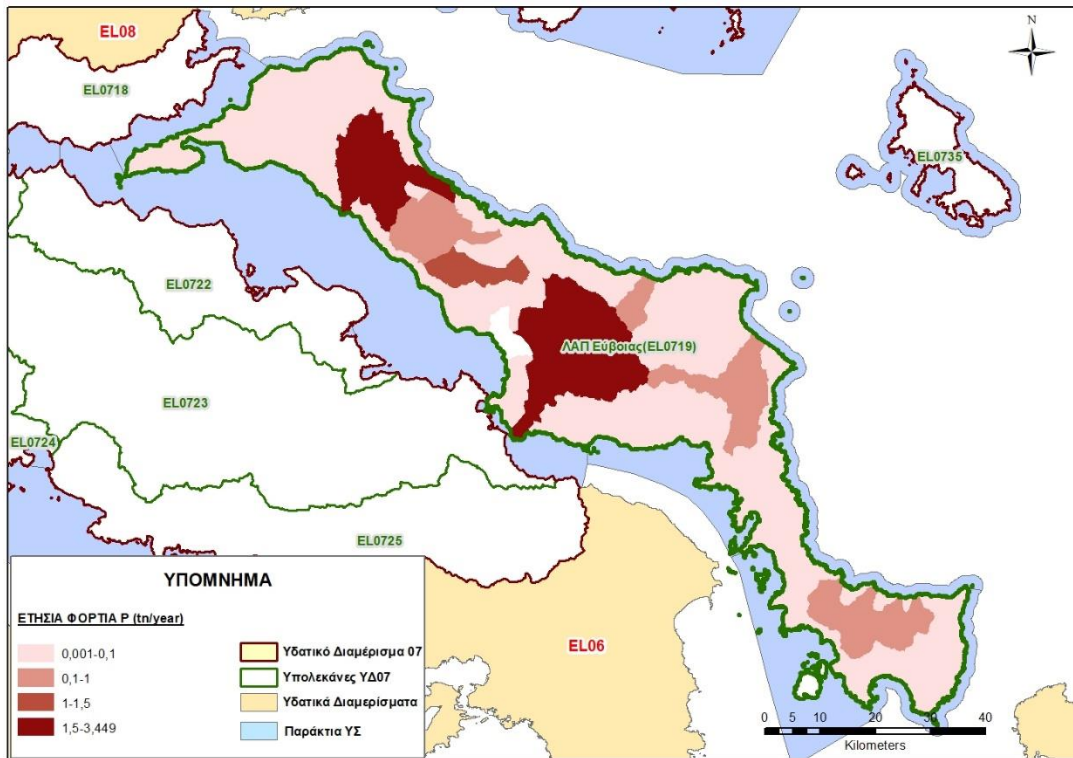 EL08
N
EL0718
EL0735
EL0722
ΛΑΠ Εύβοιας(EL0719)
EL0723
EL0724
EL0725
EL06
ΥΠΟΜΝΗΜΑ
ΕΤΗΣΙΑ ΦΟΡΤΙΑ P (tn/year)
0,001-0,1
0,1-1
1-1,5
1,5-3,449
Υδατικό Διαμέρισμα 07
Υπολεκάνες ΥΔ07
Υδατικά Διαμερίσματα
Παράκτια ΥΣ
0 5 10 20 30 40
Kilometers